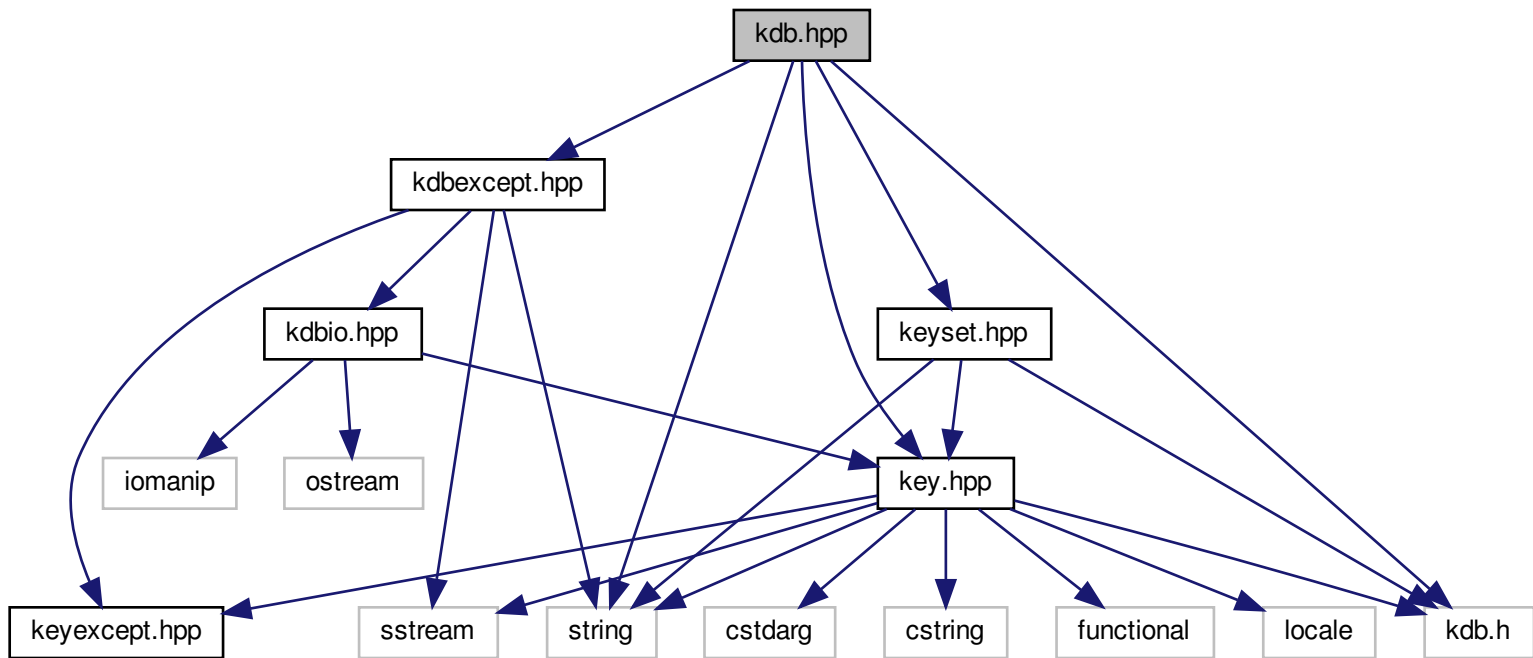 kdb.hpp
kdbexcept.hpp
kdbio.hpp
keyset.hpp
iomanip
ostream
key.hpp
keyexcept.hpp
sstream
string
cstdarg
cstring
functional
locale
kdb.h